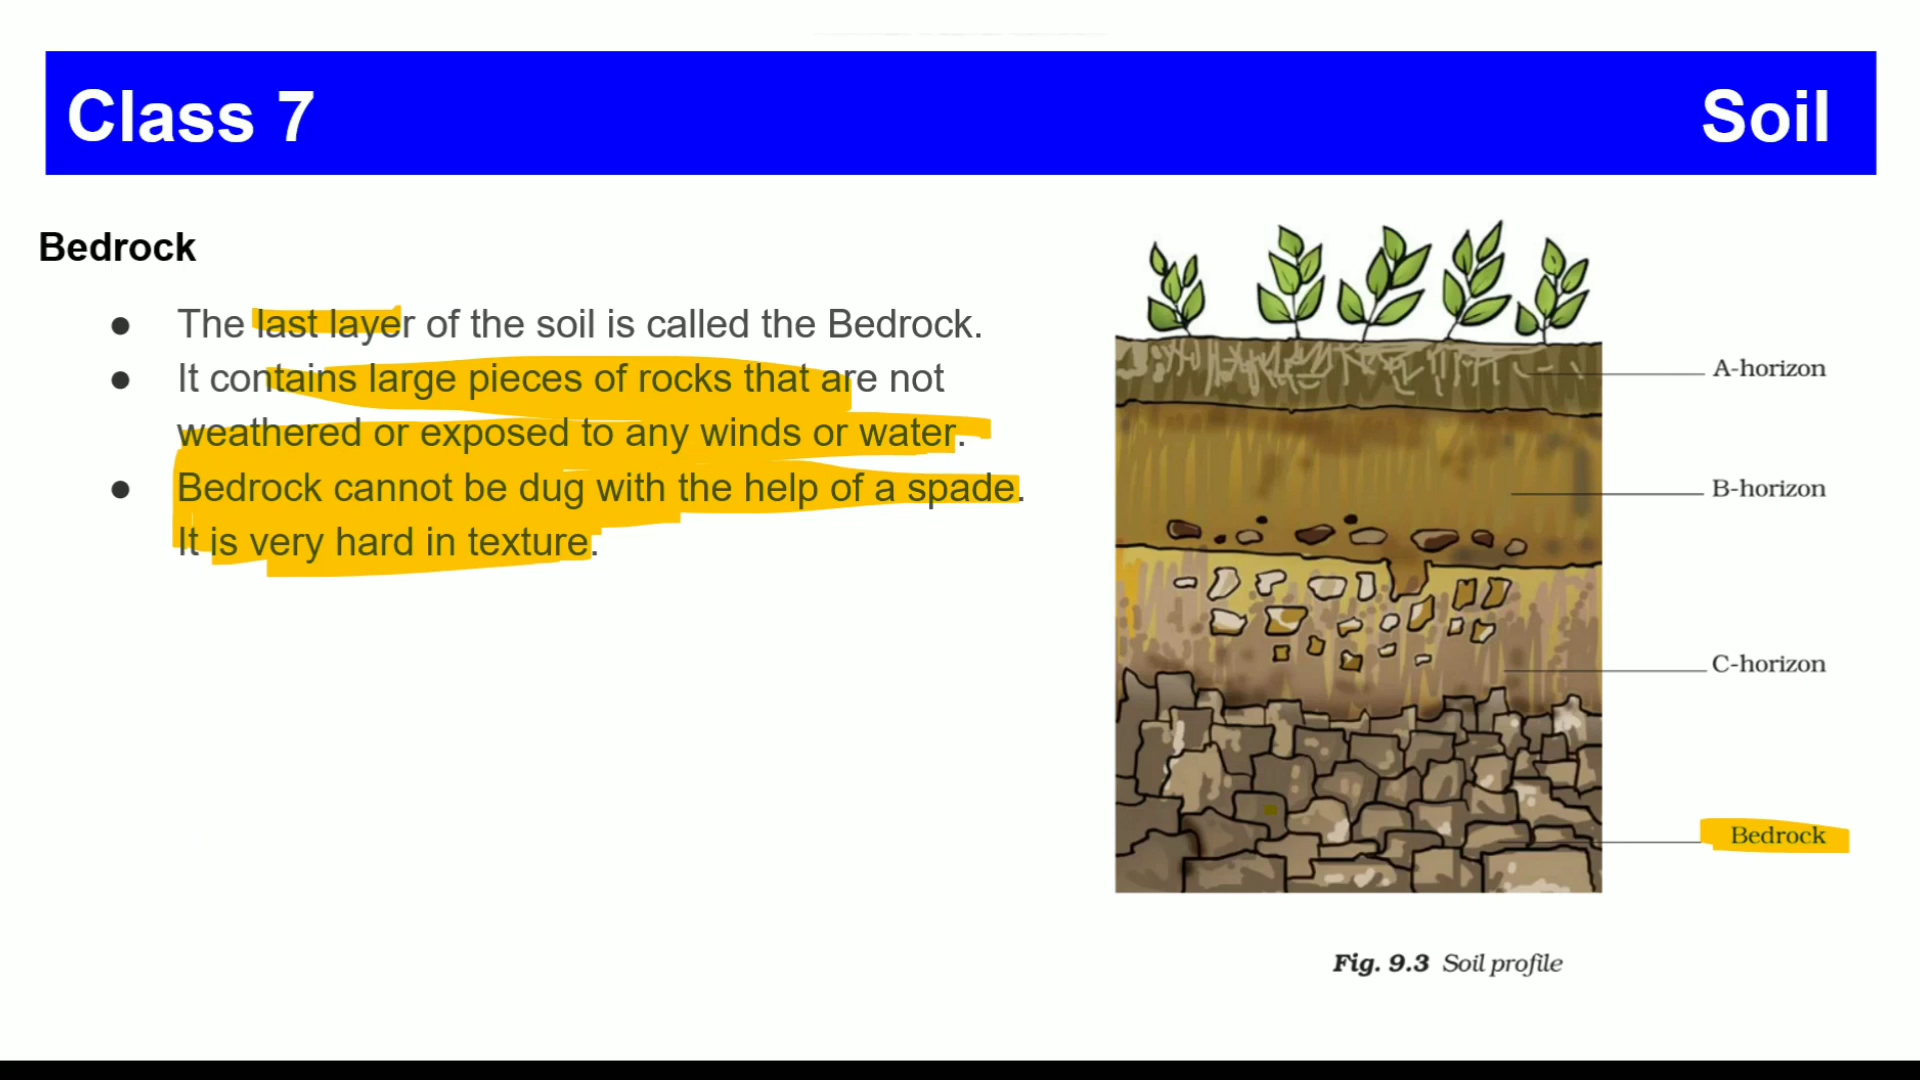 Class 7 Soil
Bedrock
● The last layer of the soil is called the Bedrock.
● It contains large pieces of rocks that are not
weathered or exposed to any winds or water.
● Bedrock cannot be dug with the help of a spade.
It is very hard in texture.
A-horizon
B-horizon
C-horizon
Bedrock
Fig. 9.3 Soil profile